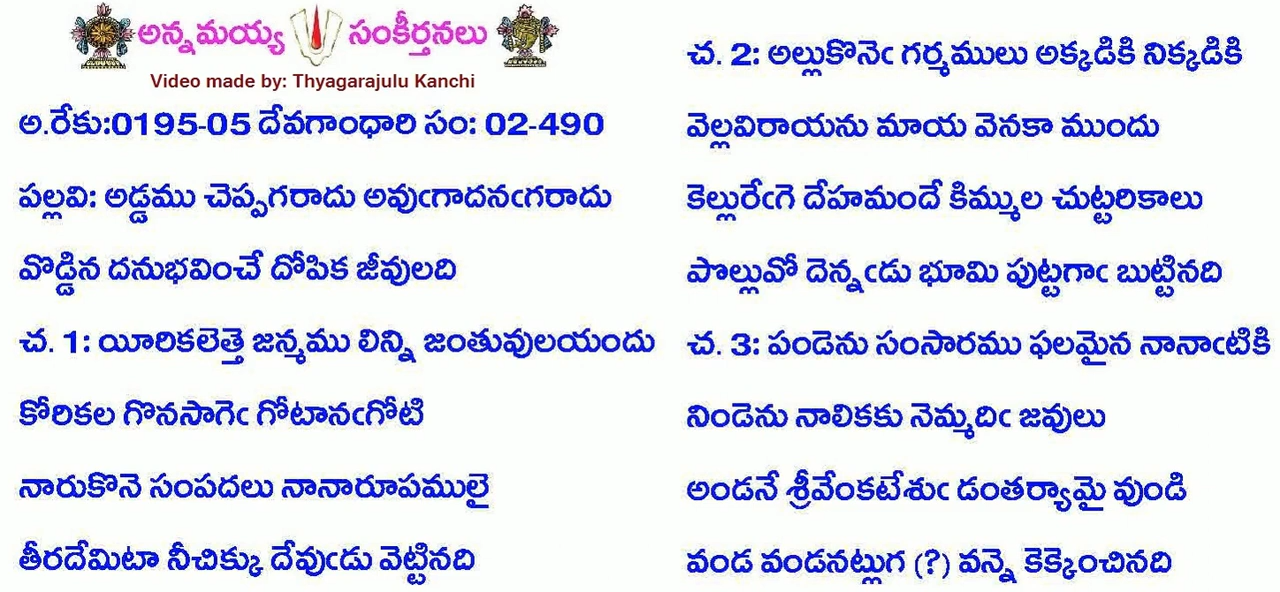 అన్నమయ్య సంకీర్తనలు
Video made by: Thyagarajulu Kanchi
అ.రేకు:0195-05 దేవగాంధారి సం: 02-490
పల్లవి: అడ్డము చెప్పగరాదు అవుఁగాదనఁగరాదు
వొడ్డిన దనుభవించే దోపిక జీవులది
చ. 1: యీరికలెత్తె జన్మము లిన్ని జంతువులయందు
కోరికల గొనసాగెఁ గోటానఁగోటి
నారుకొనె సంపదలు నానారూపములై
తీరదేమిటా నీచిక్కు దేవుఁడు వెట్టినది
చ. 2: అల్లుకొనెఁ గర్మములు అక్కడికి నిక్కడికి
వెల్లవిరాయను మాయ వెనకా ముందు
కెల్లురేఁగె దేహమందే కిమ్ముల చుట్టరికాలు
పొల్లువో దెన్నఁడు భూమి పుట్టగాఁ బుట్టినది
చ. 3: పండెను సంసారము ఫలమైన నానాఁటికి
నిండెను నాలికకు నెమ్మదిఁ జవులు
అండనే శ్రీవేంకటేశుఁ డంతర్యామై వుండి
వండ వండనట్లుగ (?) వన్నె కెక్కెంచినది